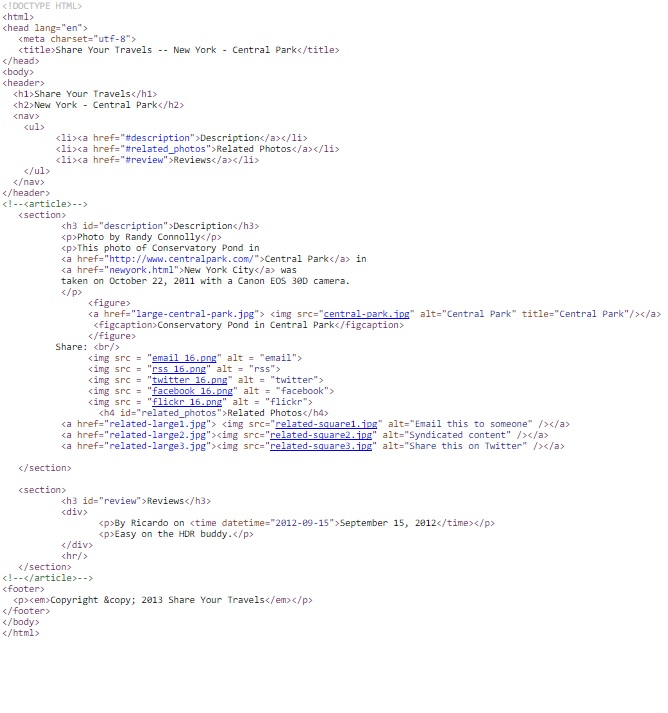 <!DOCTYPE HTML>
<html>
<head lang="en">
<meta charset="utf-8">
<title>Share Your Travels -- New York - Central Park</title>
</head>
<body>
<header>
<h1>Share Your Travels</h1>
<h2>New York - Central Park</h2>
<nav>
<ul>
<li><a href="#description">Description</a></li>
<li><a href="#related_photos">Related Photos</a></li>
<li><a href="#review">Reviews</a></li>
</ul>
</nav>
</header>
<!--<article>-->
<section>
<h3 id="description">Description</h3>
<p>Photo by Randy Connolly</p>
<p>This photo of Conservatory Pond in
<a href="http://www.centralpark.com/">Central Park</a> in
<a href="newyork.html">New York City</a> was
taken on October 22, 2011 with a Canon EOS 30D camera.
</p>
<figure>
<a href="large-central-park.jpg"> <img src="central-park.jpg" alt="Central Park" title="Central Park"/></a>
<figcaption>Conservatory Pond in Central Park</figcaption>
</figure>
Share: <br/>
<img src = "email_16.png" alt = "email">
<img src = "rss_16.png" alt = "rss">
<img src = "twitter_16.png" alt = "twitter">
<img src = "facebook_16.png" alt = "facebook">
<img src = "flickr_16.png" alt = "flickr">
<h4 id="related_photos">Related Photos</h4>
<a href="related-large1.jpg"> <img src="related-square1.jpg" alt="Email this to someone" /></a>
<a href="related-large2.jpg"><img src="related-square2.jpg" alt="Syndicated content" /></a>
<a href="related-large3.jpg"><img src="related-square3.jpg" alt="Share this on Twitter" /></a>
</section>
<section>
<h3 id="review">Reviews</h3>
<div>
<p>By Ricardo on <time datetime="2012-09-15">September 15, 2012</time></p>
<p>Easy on the HDR buddy.</p>
</div>
<hr/>
</section>
<!--</article>-->
<footer>
<p><em>Copyright &copy; 2013 Share Your Travels</em></p>
</footer>
</body>
</html>